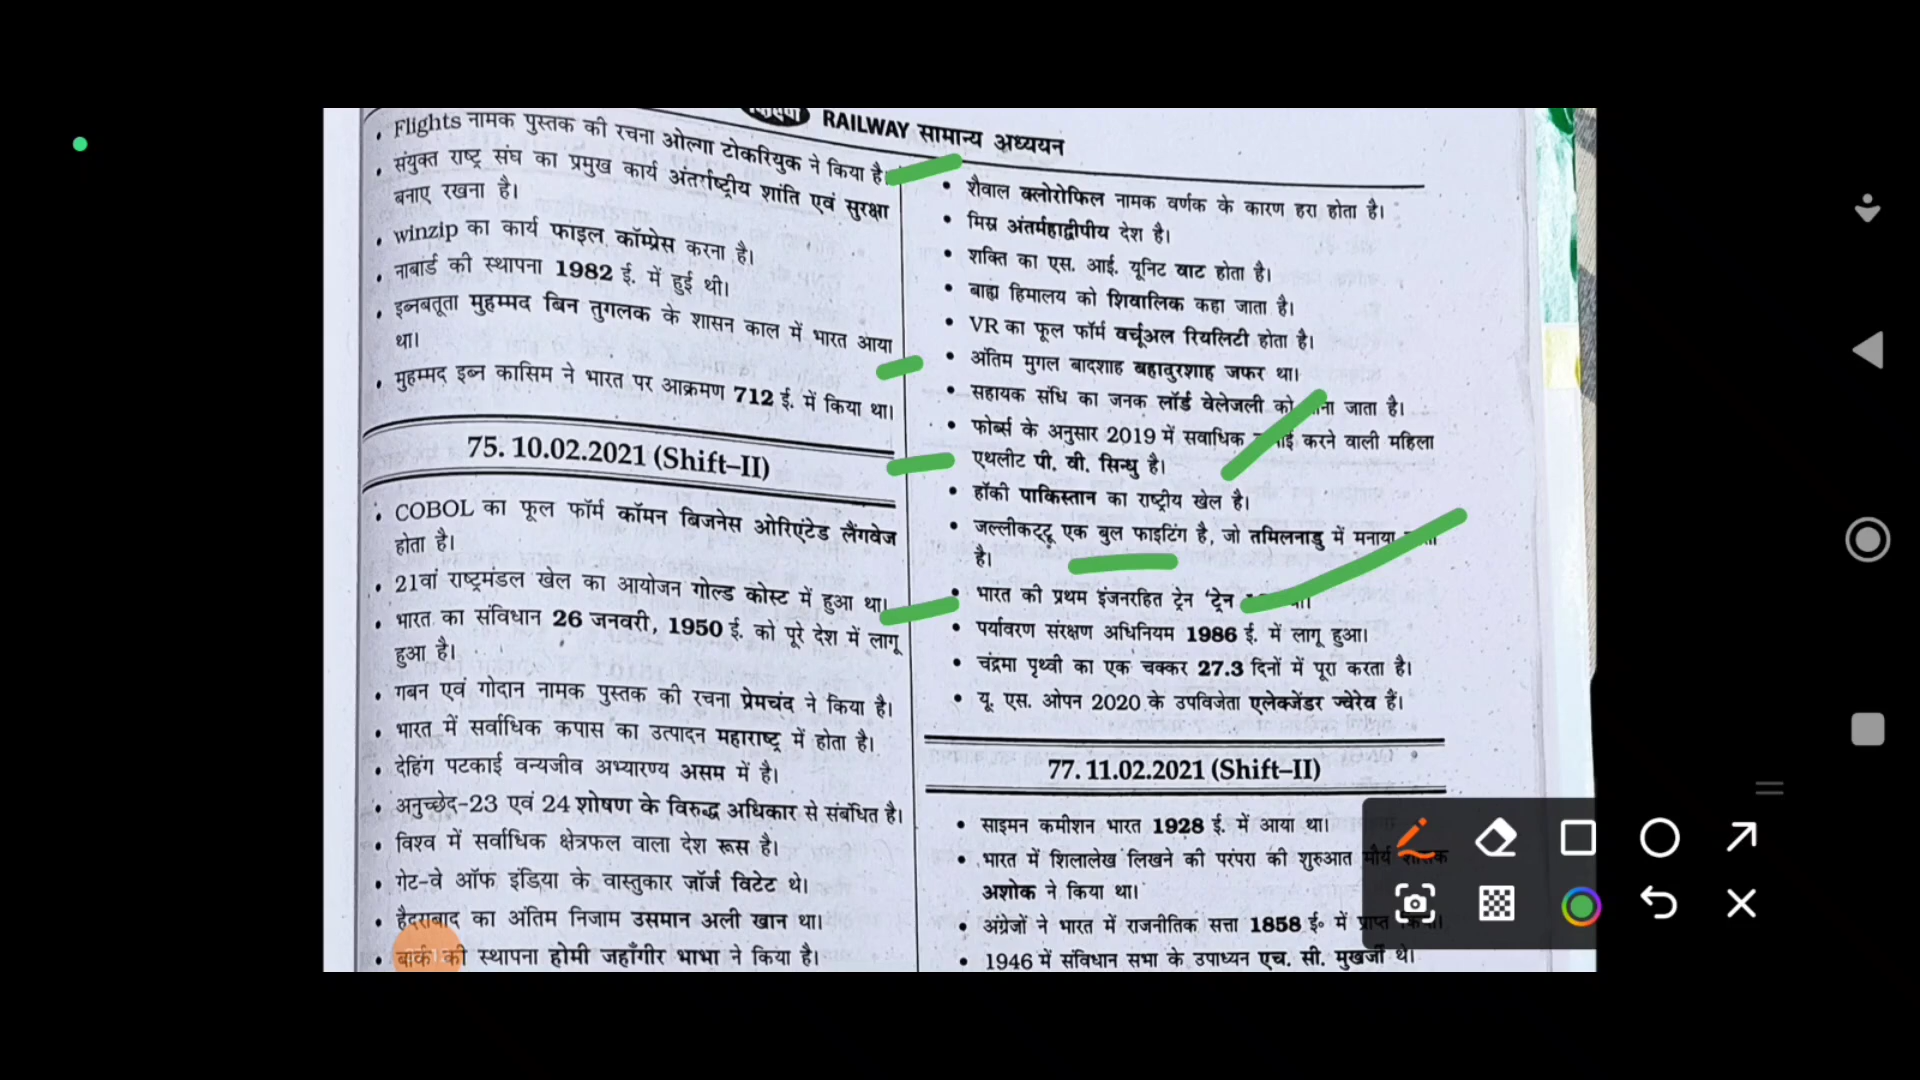 RAILWAY सामान्य अध्ययन
• Flights नामक पुस्तक की रचना ओल्गा टोकरियुक ने किया है।
• संयुक्त राष्ट्र संघ का प्रमुख कार्य अंतर्राष्ट्रीय शांति एवं सुरक्षा
बनाए रखना है।
• winzip का कार्य फाइल कॉम्प्रेस करना है।
• नाबार्ड की स्थापना 1982 ई. में हुई थी।
• इब्नबतूता मुहम्मद बिन तुगलक के शासन काल में भारत आया
था।
• मुहम्मद इब्न कासिम ने भारत पर आक्रमण 712 ई. में किया था।
75. 10.02.2021 (Shift–II)
• COBOL का फूल फॉर्म कॉमन बिजनेस ओरिएंटेड लैंगवेज
होता है।
• 21वां राष्ट्रमंडल खेल का आयोजन गोल्ड कोस्ट में हुआ था।
• भारत का संविधान 26 जनवरी, 1950 ई. को पूरे देश में लागू
हुआ है।
• गबन एवं गोदान नामक पुस्तक की रचना प्रेमचंद ने किया है।
• भारत में सर्वाधिक कपास का उत्पादन महाराष्ट्र में होता है।
• देहिंग पटकाई वन्यजीव अभ्यारण्य असम में है।
• अनुच्छेद-23 एवं 24 शोषण के विरुद्ध अधिकार से संबंधित है।
• विश्व में सर्वाधिक क्षेत्रफल वाला देश रूस है।
• गेट-वे ऑफ इंडिया के वास्तुकार जॉर्ज विटेट थे।
• हैदराबाद का अंतिम निजाम उसमान अली खान था।
• बार्क की स्थापना होमी जहाँगीर भाभा ने किया है।
• शैवाल क्लोरोफिल नामक वर्णक के कारण हरा होता है।
• मिस्र अंतर्महाद्वीपीय देश है।
• शक्ति का एस. आई. यूनिट वाट होता है।
• बाह्य हिमालय को शिवालिक कहा जाता है।
• VR का फूल फॉर्म वर्चूअल रियलिटी होता है।
• अंतिम मुगल बादशाह बहादुरशाह जफर था।
• सहायक संधि का जनक लॉर्ड वेलेजली को जाता है।
• फोर्ब्स के अनुसार 2019 में सवाधिक करने वाली महिला
एथलीट पी. वी. सिन्धु है।
• हॉकी पाकिस्तान का राष्ट्रीय खेल है।
• जल्लीकट्टू एक बुल फाइटिंग है, जो तमिलनाडु में मनाया
है।
• भारत की प्रथम इंजनरहित ट्रेन 'ट्रेन
• पर्यावरण संरक्षण अधिनियम 1986 ई. में लागू हुआ।
• चंद्रमा पृथ्वी का एक चक्कर 27.3 दिनों में पूरा करता है।
• यू. एस. ओपन 2020 के उपविजेता एलेक्जेंडर ज्वेरेव हैं।
77. 11.02.2021 (Shift–II)
• साइमन कमीशन भारत 1928 ई. में आया था।
• भारत में शिलालेख लिखने की परंपरा की शुरुआत मौर्य शासक
अशोक ने किया था।
• अंग्रेजों ने भारत में राजनीतिक सत्ता 1858 ई॰ में प्राप्त किया।
• 1946 में संविधान सभा के उपाध्यन एच. सी. मुखर्जी थे।